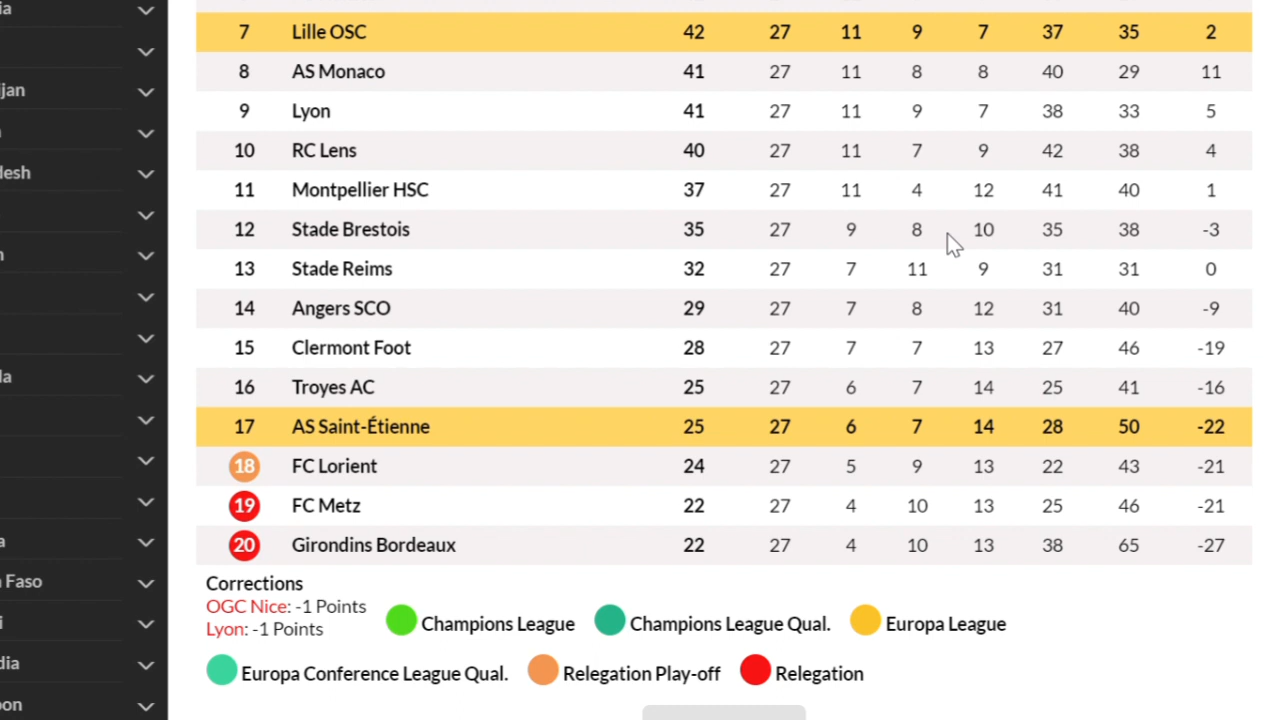 ia
7 Lille OSC 42 27 11 9 7 37 35 2
8 AS Monaco 41 27 11 8 8 40 29 11
jan
9 Lyon 41 27 11 9 7 38 33 5
10 RC Lens 40 27 11 7 9 42 38 4
desh
11 Montpellier HSC 37 27 11 4 12 41 40 1
12 Stade Brestois 35 27 9 8 10 35 38 -3
n
13 Stade Reims 32 27 7 11 9 31 31 0
14 Angers SCO 29 27 7 8 12 31 40 -9
15 Clermont Foot 28 27 7 7 13 27 46 -19
la
16 Troyes AC 25 27 6 7 14 25 41 -16
17 AS Saint-Étienne 25 27 6 7 14 28 50 -22
18 FC Lorient 24 27 5 9 13 22 43 -21
19 FC Metz 22 27 4 10 13 25 46 -21
a
20 Girondins Bordeaux 22 27 4 10 13 38 65 -27
Faso
Corrections
OGC Nice: -1 Points
Lyon: -1 Points
Champions League Champions League Qual. Europa League
i
dia
Europa Conference League Qual. Relegation Play-off Relegation
oon